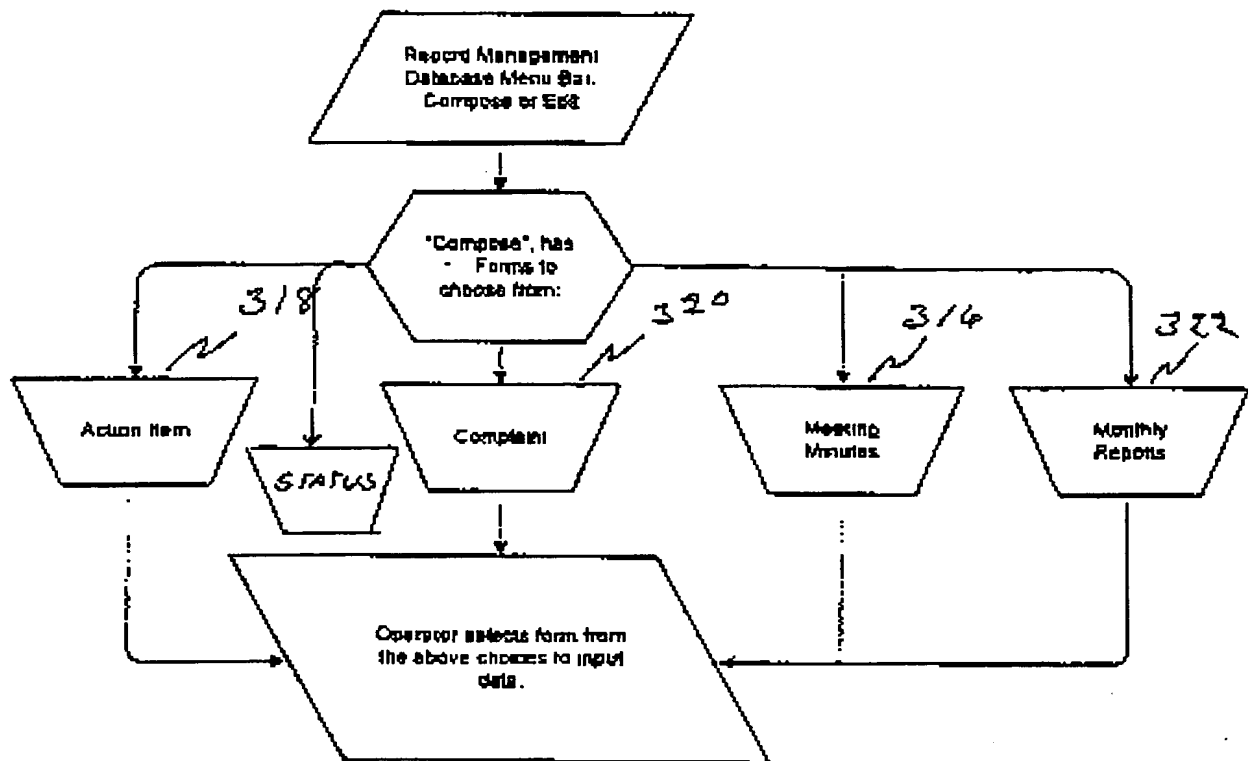 Record Management
Database Menu Bar.
Compose or Edit
"Compose", has
- Forms to
choose from:
318
320
314
322
Action Item
STATUS
Complaint
Meeting
Minutes
Monthly
Reports
Operator selects form from
the above choices to input
data.